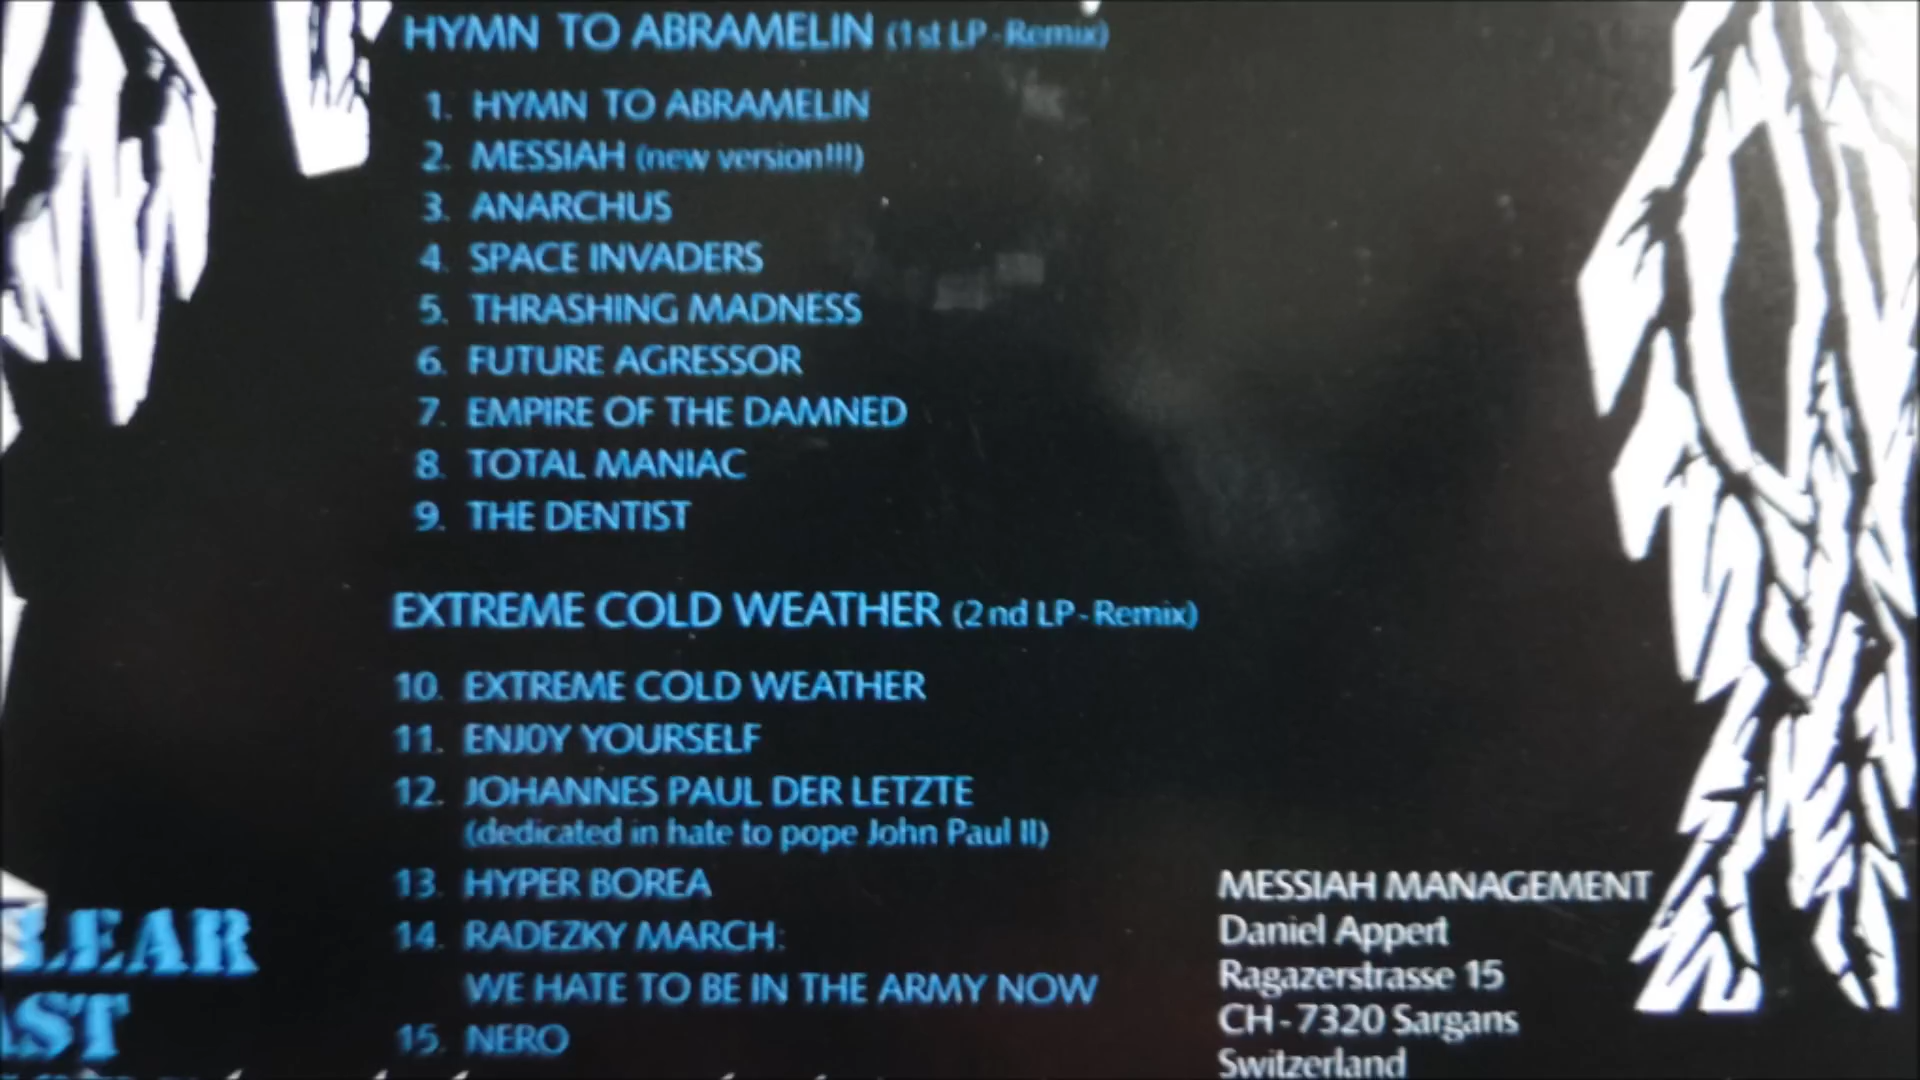 HYMN TO ABRAMELIN (1st LP-Remix)
1. HYMN TO ABRAMELIN
2. MESSIAH (new version!!!)
3. ANARCHUS
4. SPACE INVADERS
5. THRASHING MADNESS
6. FUTURE AGRESSOR
7. EMPIRE OF THE DAMNED
8. TOTAL MANIAC
9. THE DENTIST
EXTREME COLD WEATHER (2nd LP-Remix)
10. EXTREME COLD WEATHER
11. ENJOY YOURSELF
12. JOHANNES PAUL DER LETZTE
(dedicated in hate to pope John Paul II)
13. HYPER BOREA
14. RADEZKY MARCH:
WE HATE TO BE IN THE ARMY NOW
15. NERO
LEAR
AST
MESSIAH MANAGEMENT
Daniel Appert
Ragazerstrasse 15
CH-7320 Sargans
Switzerland